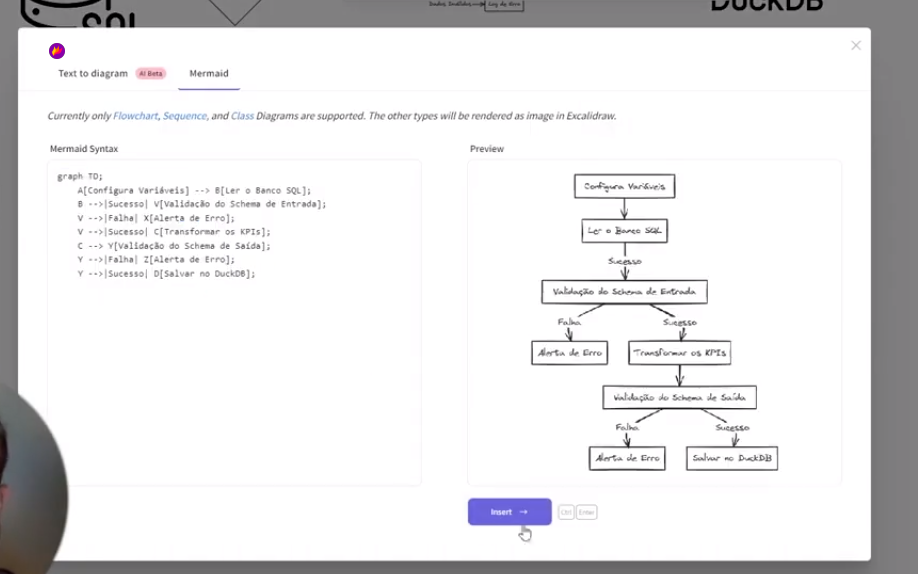 SQL
Log de Erro
DUCKDB
Text to diagram AI Beta Mermaid
Currently only Flowchart, Sequence, and Class Diagrams are supported. The other types will be rendered as image in Excalidraw.
Mermaid Syntax
graph TD;
A[Configura Variáveis] --> B[Ler o Banco SQL];
B -->|Sucesso| V[Validação do Schema de Entrada];
V -->|Falha| X[Alerta de Erro];
V -->|Sucesso| C[Transformar os KPIs];
C --> Y[Validação do Schema de Saída];
Y -->|Falha| Z[Alerta de Erro];
Y -->|Sucesso| D[Salvar no DuckDB];
Preview
Configura Variáveis
Ler o Banco SQL
Sucesso
Validação do Schema de Entrada
Falha Sucesso
Alerta de Erro Transformar os KPIs
Validação do Schema de Saída
Falha Sucesso
Alerta de Erro Salvar no DuckDB
Insert → Ctrl Enter